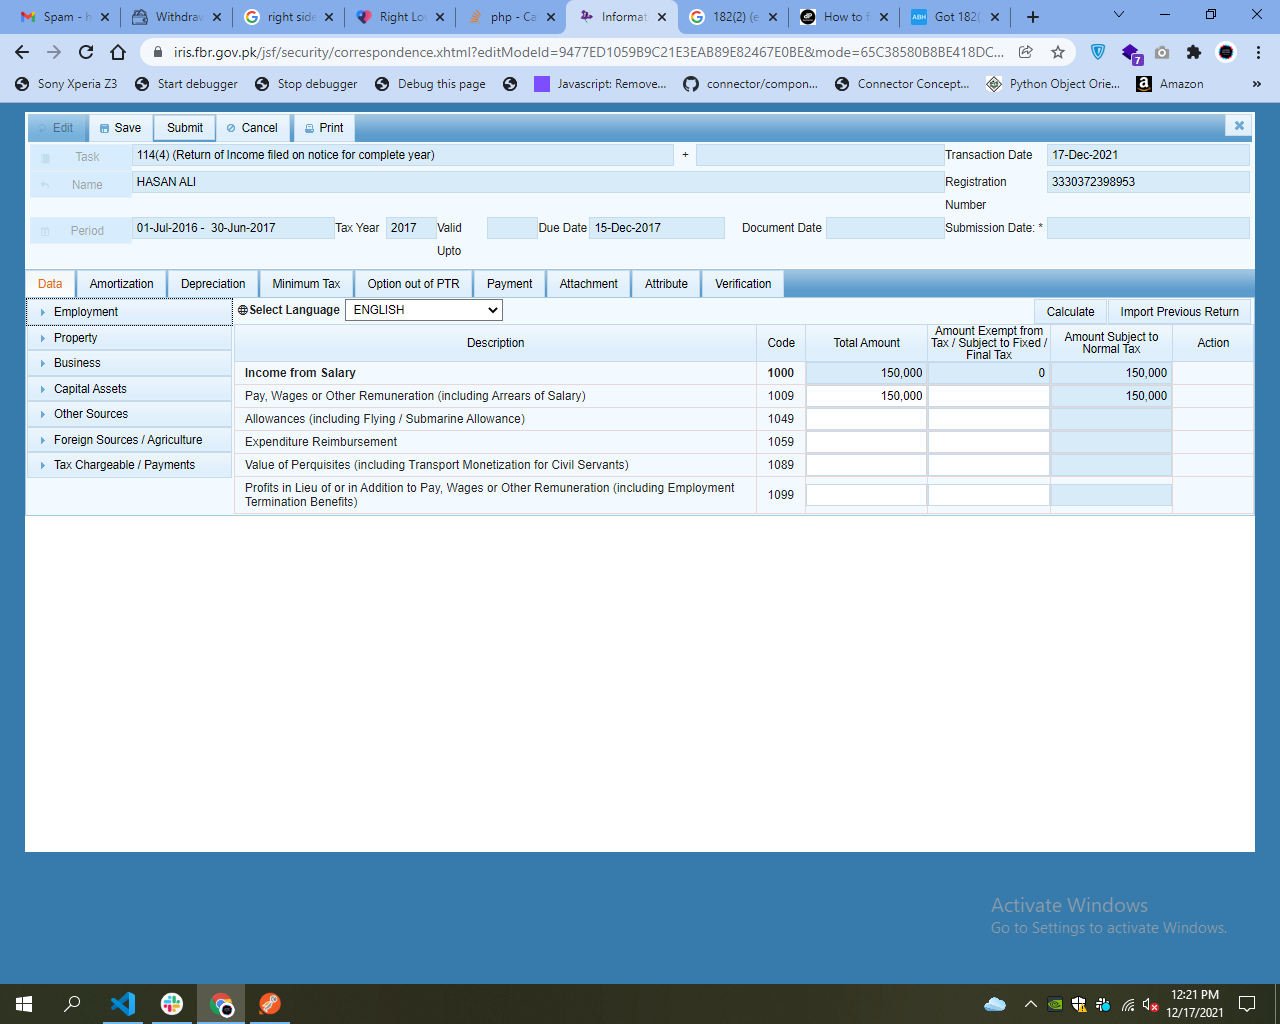 Spam - h
Withdraw
right side
Right Lov
php - Ca
Informat
182(2) (e
How to f
ABH Got 182(
iris.fbr.gov.pk/jsf/security/correspondence.xhtml?editModeId=9477ED1059B9C21E3EAB89E82467E0BE&mode=65C38580B8BE418DC...
7
Sony Xperia Z3
Start debugger
Stop debugger
Debug this page
Javascript: Remove...
connector/compon...
Connector Concept...
Python Object Orie...
Amazon
»
Edit
Save
Submit
Cancel
Print
Task
114(4) (Return of Income filed on notice for complete year)
+
Transaction Date
17-Dec-2021
Name
HASAN ALI
Registration
Number
3330372398953
Period
01-Jul-2016 - 30-Jun-2017
Tax Year
2017
Valid
Upto
Due Date
15-Dec-2017
Document Date
Submission Date: *
Data
Amortization
Depreciation
Minimum Tax
Option out of PTR
Payment
Attachment
Attribute
Verification
Employment
Property
Business
Capital Assets
Other Sources
Foreign Sources / Agriculture
Tax Chargeable / Payments
Select Language
ENGLISH
Calculate
Import Previous Return
Description
Code
Total Amount
Amount Exempt from
Tax / Subject to Fixed /
Final Tax
Amount Subject to
Normal Tax
Action
Income from Salary 1000 150,000 0 150,000
Pay, Wages or Other Remuneration (including Arrears of Salary) 1009 150,000 150,000
Allowances (including Flying / Submarine Allowance) 1049
Expenditure Reimbursement 1059
Value of Perquisites (including Transport Monetization for Civil Servants) 1089
Profits in Lieu of or in Addition to Pay, Wages or Other Remuneration (including Employment
Termination Benefits) 1099
Activate Windows
Go to Settings to activate Windows.
12:21 PM
12/17/2021